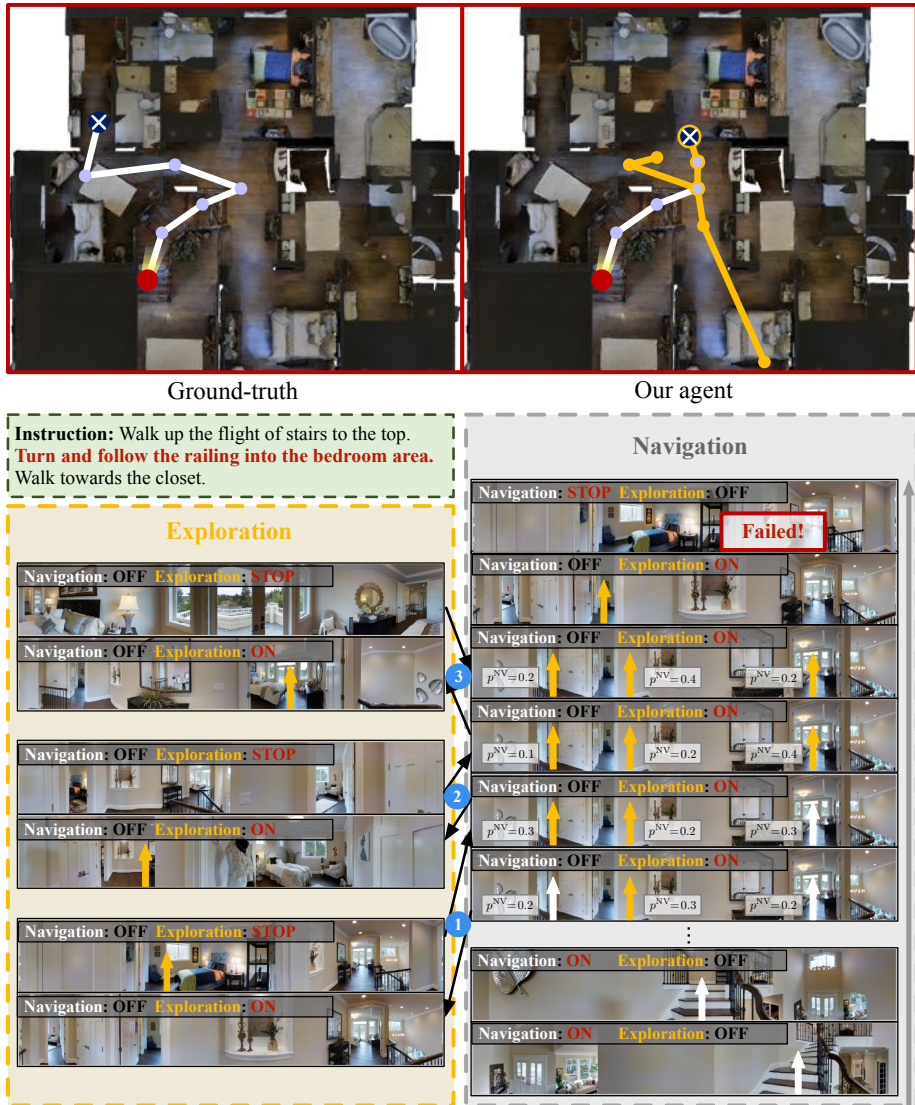 Ground-truth
Our agent
Instruction: Walk up the flight of stairs to the top.
Turn and follow the railing into the bedroom area.
Walk towards the closet.
Exploration
Navigation: OFF Exploration: STOP
Navigation: OFF Exploration: ON
Navigation: OFF Exploration: STOP
Navigation: OFF Exploration: ON
Navigation: OFF Exploration: STOP
Navigation: OFF Exploration: ON
3
2
1
Navigation
Navigation: STOP Exploration: OFF
Failed!
Navigation: OFF Exploration: ON
Navigation: OFF Exploration: ON
p^NV=0.2 p^NV=0.4 p^NV=0.2
Navigation: OFF Exploration: ON
p^NV=0.1 p^NV=0.2 p^NV=0.4
Navigation: OFF Exploration: ON
p^NV=0.3 p^NV=0.2 p^NV=0.3
Navigation: OFF Exploration: ON
p^NV=0.2 p^NV=0.3 p^NV=0.2
⋮
Navigation: ON Exploration: OFF
Navigation: ON Exploration: OFF